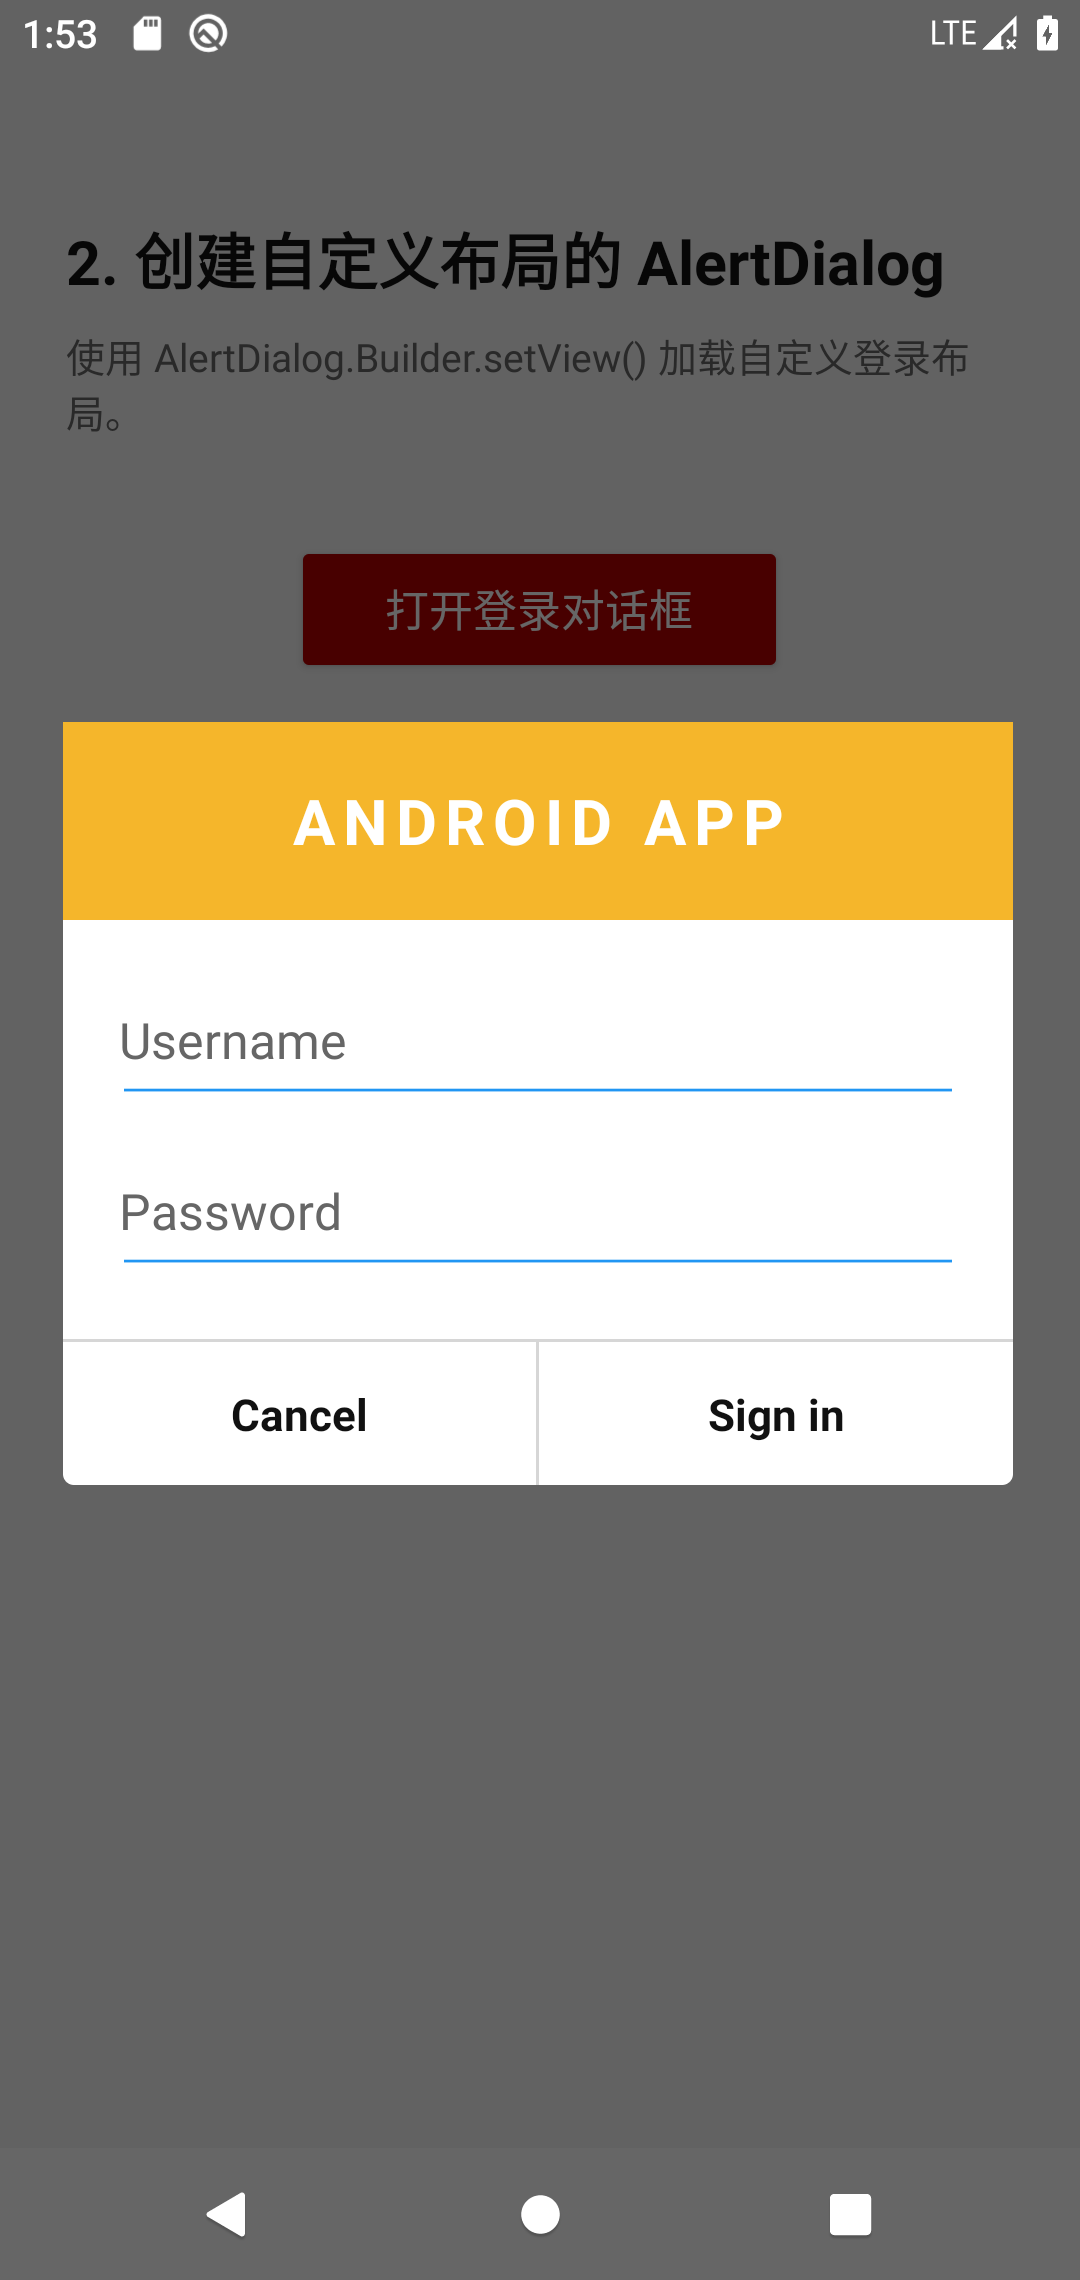 1:53
LTE
2. 创建自定义布局的 AlertDialog
使用 AlertDialog.Builder.setView() 加载自定义登录布
局。
打开登录对话框
ANDROID APP
Username
Password
Cancel
Sign in